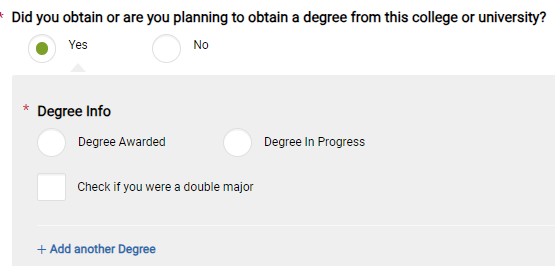 * Did you obtain or are you planning to obtain a degree from this college or university?
Yes No
* Degree Info
Degree Awarded Degree In Progress
Check if you were a double major
+ Add another Degree